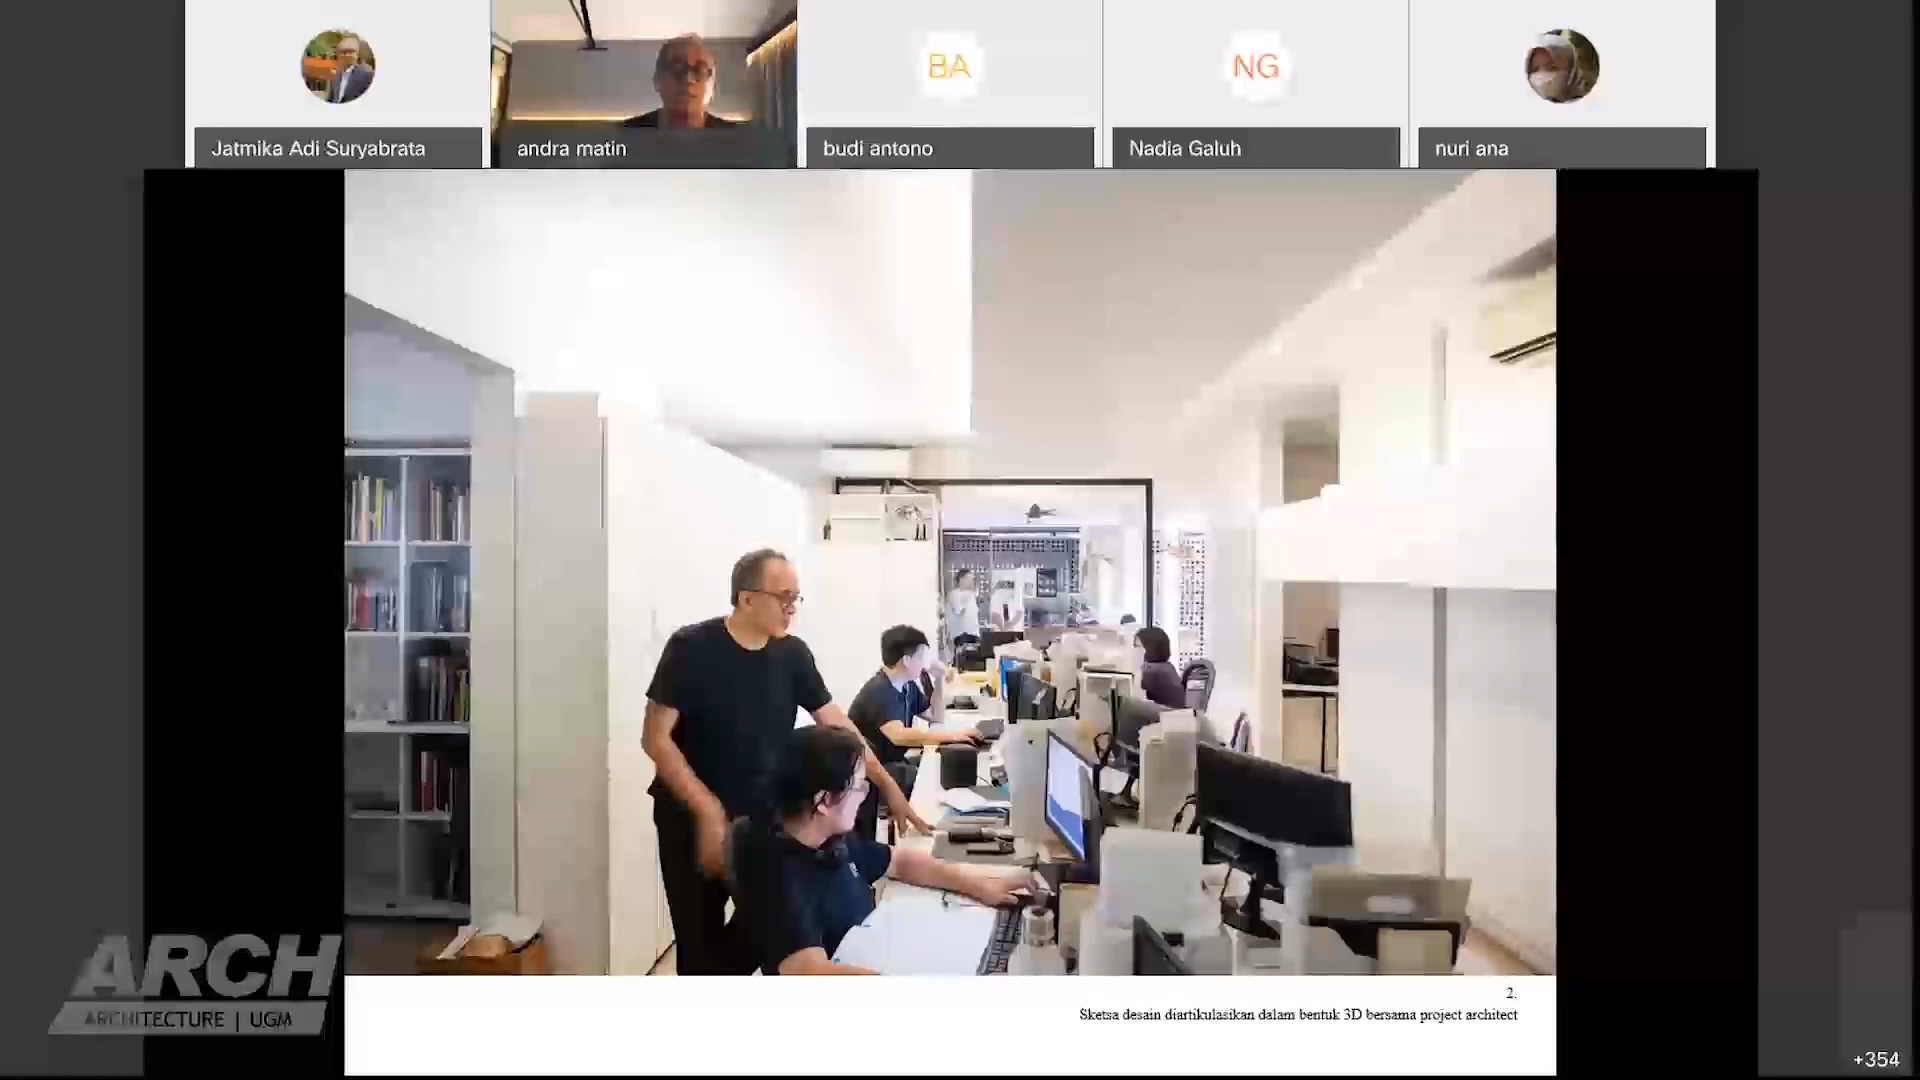 BA
NG
Jatmika Adi Suryabrata
andra matin
budi antono
Nadia Galuh
nuri ana
ARCH
ARCHITECTURE | UGM
2.
Sketsa desain diartikulasikan dalam bentuk 3D bersama project architect
+354